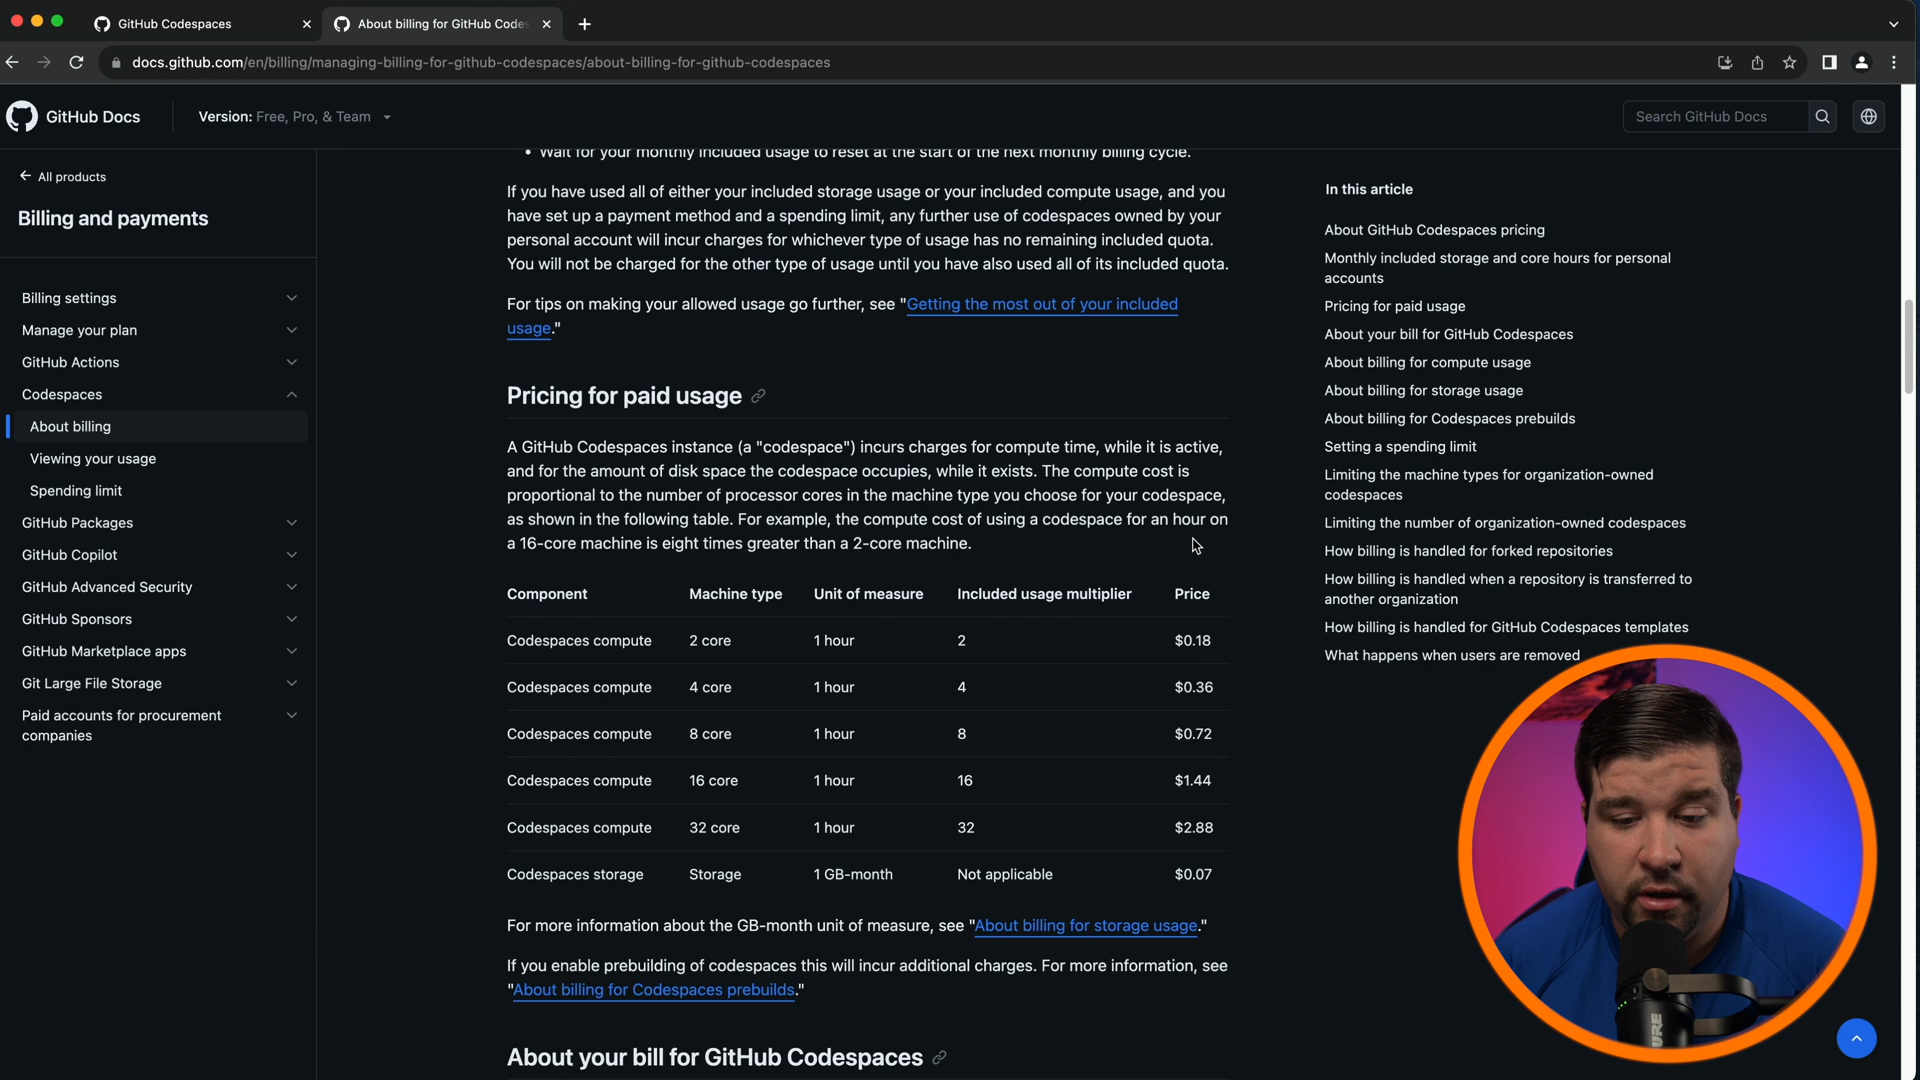 GitHub Codespaces
About billing for GitHub Codes
docs.github.com/en/billing/managing-billing-for-github-codespaces/about-billing-for-github-codespaces
GitHub Docs
Version: Free, Pro, & Team
Search GitHub Docs
All products
Billing and payments
Billing settings
Manage your plan
GitHub Actions
Codespaces
About billing
Viewing your usage
Spending limit
GitHub Packages
GitHub Copilot
GitHub Advanced Security
GitHub Sponsors
GitHub Marketplace apps
Git Large File Storage
Paid accounts for procurement
companies
• Wait for your monthly included usage to reset at the start of the next monthly billing cycle.
If you have used all of either your included storage usage or your included compute usage, and you
have set up a payment method and a spending limit, any further use of codespaces owned by your
personal account will incur charges for whichever type of usage has no remaining included quota.
You will not be charged for the other type of usage until you have also used all of its included quota.
For tips on making your allowed usage go further, see "Getting the most out of your included
usage."
Pricing for paid usage
A GitHub Codespaces instance (a "codespace") incurs charges for compute time, while it is active,
and for the amount of disk space the codespace occupies, while it exists. The compute cost is
proportional to the number of processor cores in the machine type you choose for your codespace,
as shown in the following table. For example, the compute cost of using a codespace for an hour on
a 16-core machine is eight times greater than a 2-core machine.
Component Machine type Unit of measure Included usage multiplier Price
Codespaces compute 2 core 1 hour 2 $0.18
Codespaces compute 4 core 1 hour 4 $0.36
Codespaces compute 8 core 1 hour 8 $0.72
Codespaces compute 16 core 1 hour 16 $1.44
Codespaces compute 32 core 1 hour 32 $2.88
Codespaces storage Storage 1 GB-month Not applicable $0.07
For more information about the GB-month unit of measure, see "About billing for storage usage."
If you enable prebuilding of codespaces this will incur additional charges. For more information, see
"About billing for Codespaces prebuilds."
About your bill for GitHub Codespaces
In this article
About GitHub Codespaces pricing
Monthly included storage and core hours for personal
accounts
Pricing for paid usage
About your bill for GitHub Codespaces
About billing for compute usage
About billing for storage usage
About billing for Codespaces prebuilds
Setting a spending limit
Limiting the machine types for organization-owned
codespaces
Limiting the number of organization-owned codespaces
How billing is handled for forked repositories
How billing is handled when a repository is transferred to
another organization
How billing is handled for GitHub Codespaces templates
What happens when users are removed